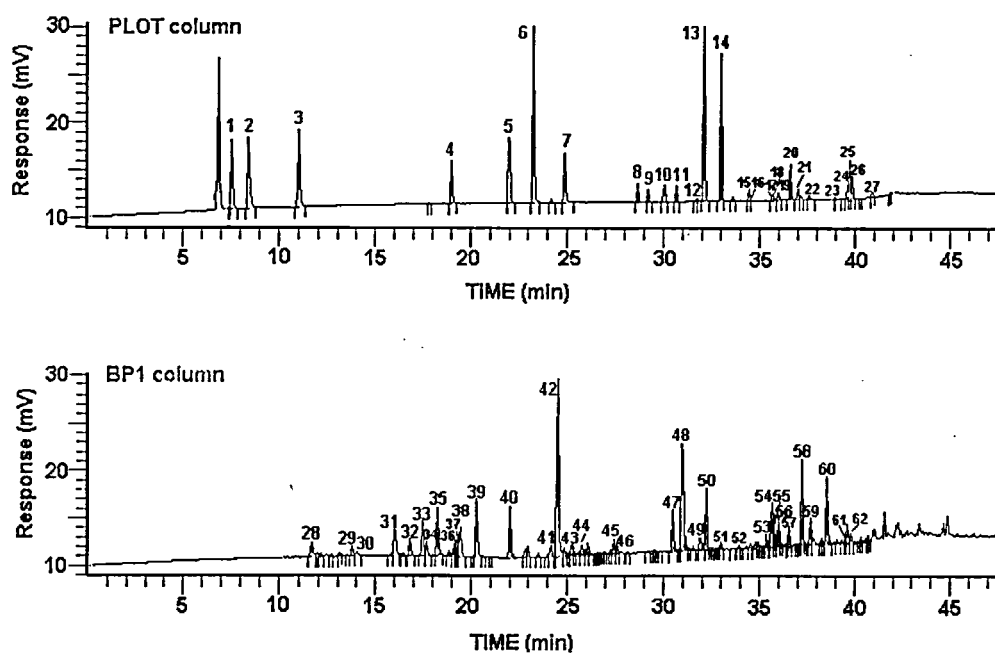 PLOT column
Response (mV)
30
20
10
1 2 3 4 5 6 7 8 9 10 11 12 13 14 15 16 18 19 20 21 22 23 24 25 26 27
5 10 15 20 25 30 35 40 45
TIME (min)
BP1 column
Response (mV)
30
20
10
28 29 30 31 32 33 34 35 36 37 38 39 40 41 42 43 44 45 46 47 48 49 50 51 52 53 54 55 56 57 58 59 60 61 62
5 10 15 20 25 30 35 40 45
TIME (min)